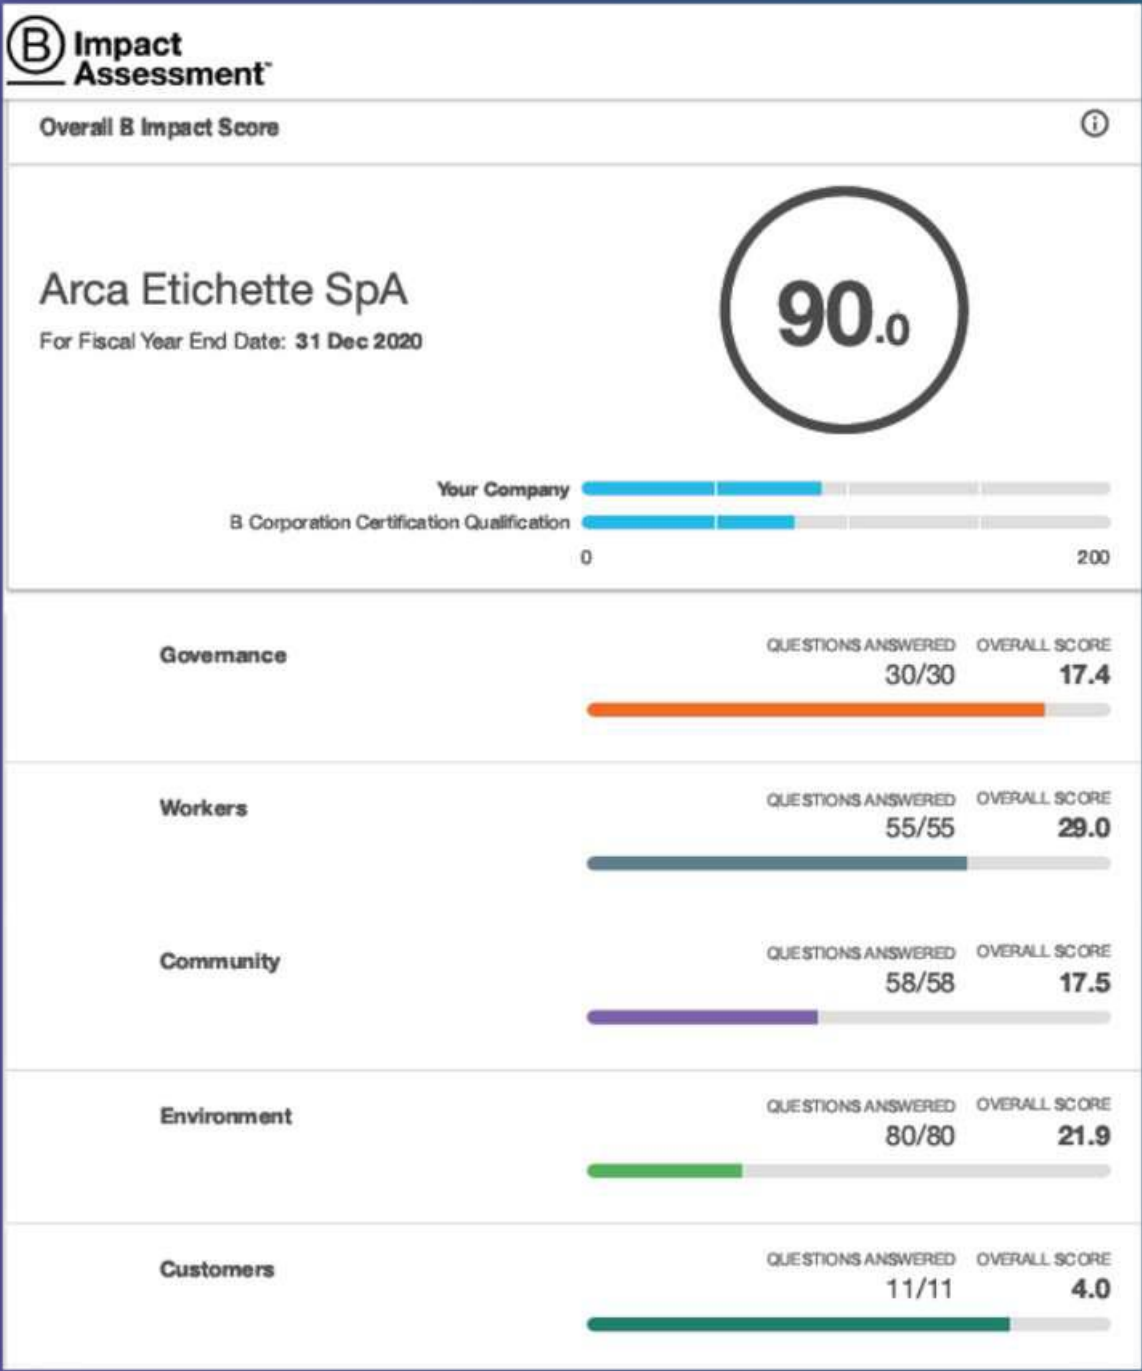 B Impact
Assessment™
Overall B Impact Score
Arca Etichette SpA
For Fiscal Year End Date: 31 Dec 2020
90.0
Your Company
B Corporation Certification Qualification
0 200
Governance
QUESTIONS ANSWERED OVERALL SCORE
30/30 17.4
Workers
QUESTIONS ANSWERED OVERALL SCORE
55/55 29.0
Community
QUESTIONS ANSWERED OVERALL SCORE
58/58 17.5
Environment
QUESTIONS ANSWERED OVERALL SCORE
80/80 21.9
Customers
QUESTIONS ANSWERED OVERALL SCORE
11/11 4.0